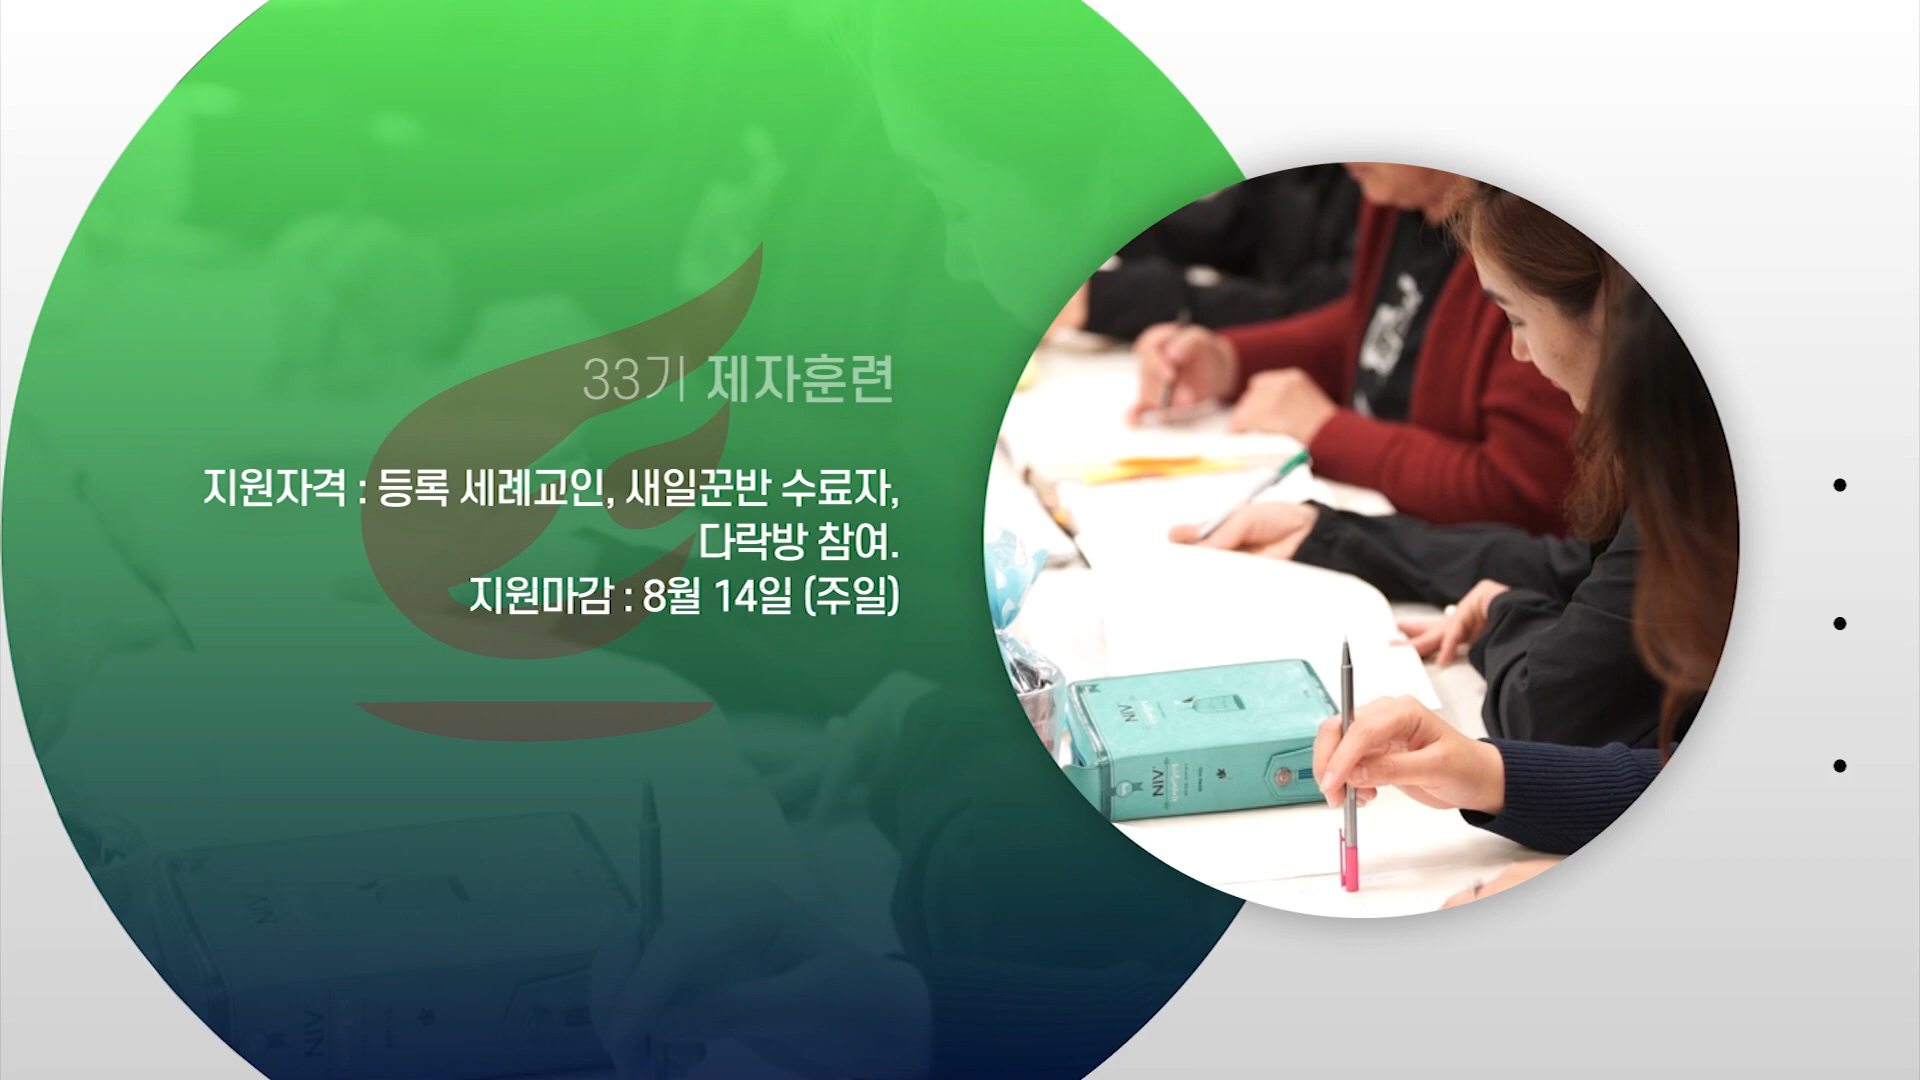 33기 제자훈련
지원자격 : 등록 세례교인, 새일꾼반 수료자,
다락방 참여.
지원마감 : 8월 14일 (주일)
NIV
NIV